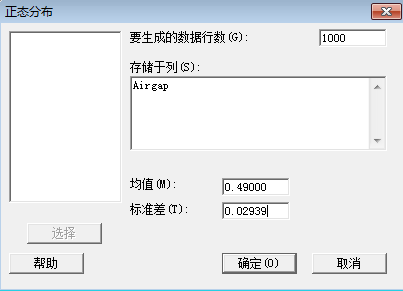 正态分布
要生成的数据行数(G): 1000
存储于列(S):
Airgap
均值(M): 0.49000
标准差(T): 0.02939
选择
帮助 确定(O) 取消